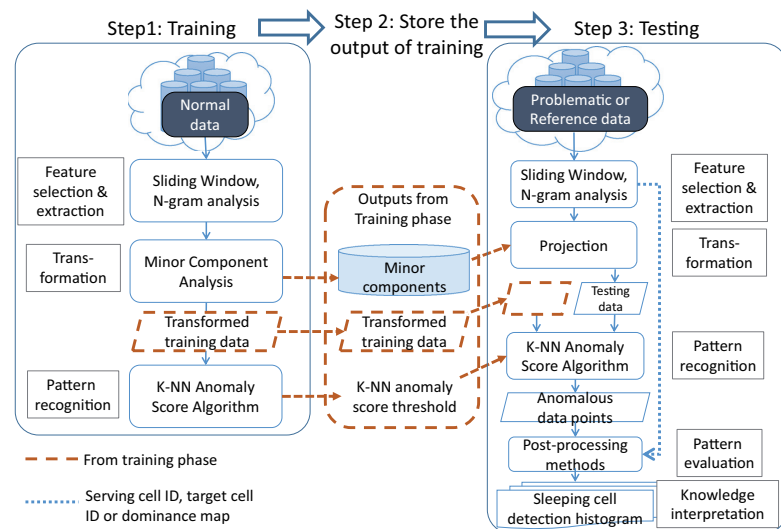 Step1: Training
Step 2: Store the
output of training
Step 3: Testing
Normal
data
Feature
selection &
extraction
Sliding Window,
N-gram analysis
Trans-
formation
Minor Component
Analysis
Transformed
training data
Pattern
recognition
K-NN Anomaly
Score Algorithm
From training phase
Serving cell ID, target cell
ID or dominance map
Outputs from
Training phase
Minor
components
Transformed
training data
K-NN anomaly
score threshold
Problematic or
Reference data
Sliding Window,
N-gram analysis
Feature
selection &
extraction
Projection
Trans-
formation
Testing
data
K-NN Anomaly
Score Algorithm
Pattern
recognition
Anomalous
data points
Post-processing
methods
Pattern
evaluation
Sleeping cell
detection histogram
Knowledge
interpretation